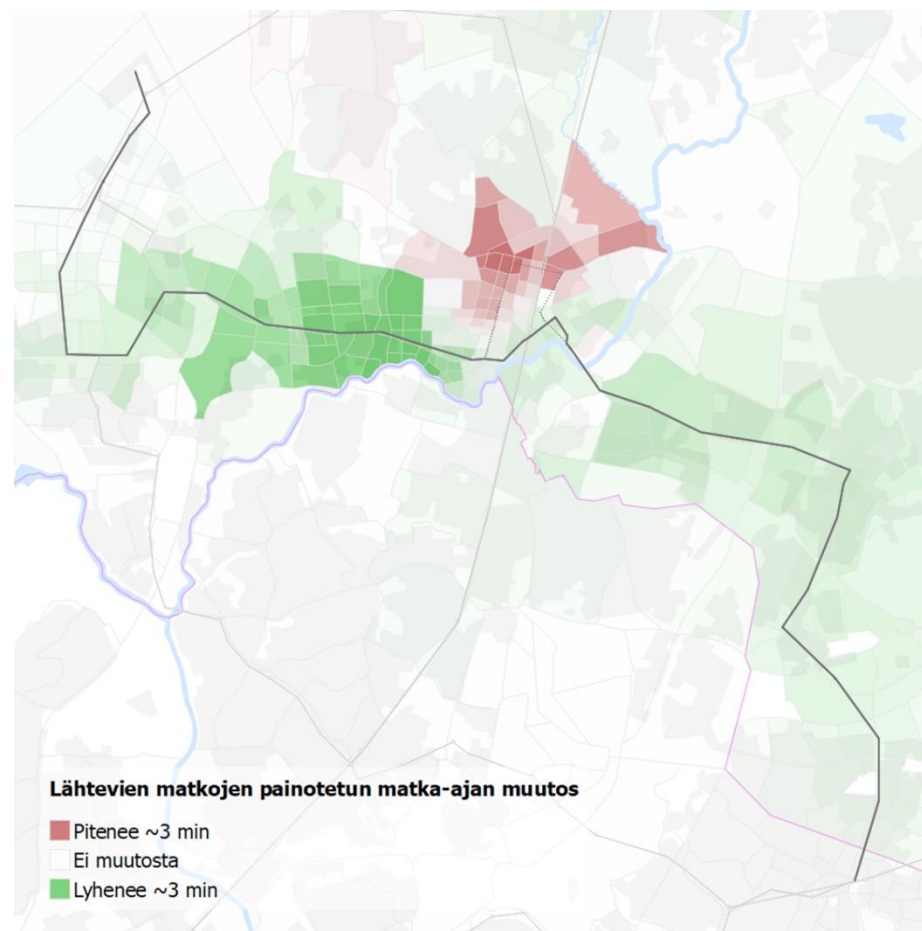 Lähtevien matkojen painotetun matka-ajan muutos
Pitenee ~3 min
Ei muutosta
Lyhenee ~3 min